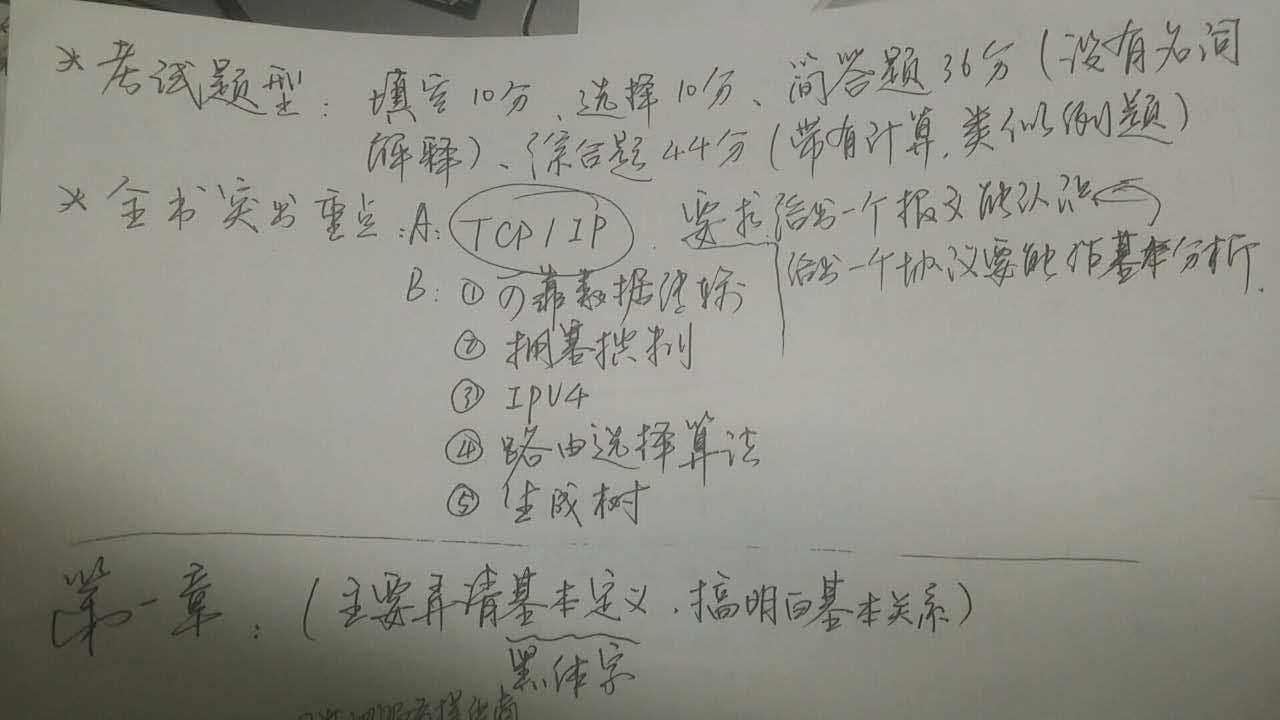 * 考试题型：填空10分、选择10分、简答题36分（没有名词
解释）、综合题44分（带有计算，类似例题）
* 全书突出重点：A：TCP/IP．要求给出一个报文能认识
给出一个协议要能作基本分析．
B：①可靠数据传输
②拥塞控制
③IPV4
④路由选择算法
⑤生成树
第一章：（主要弄清基本定义，搞明白基本关系）
黑体字